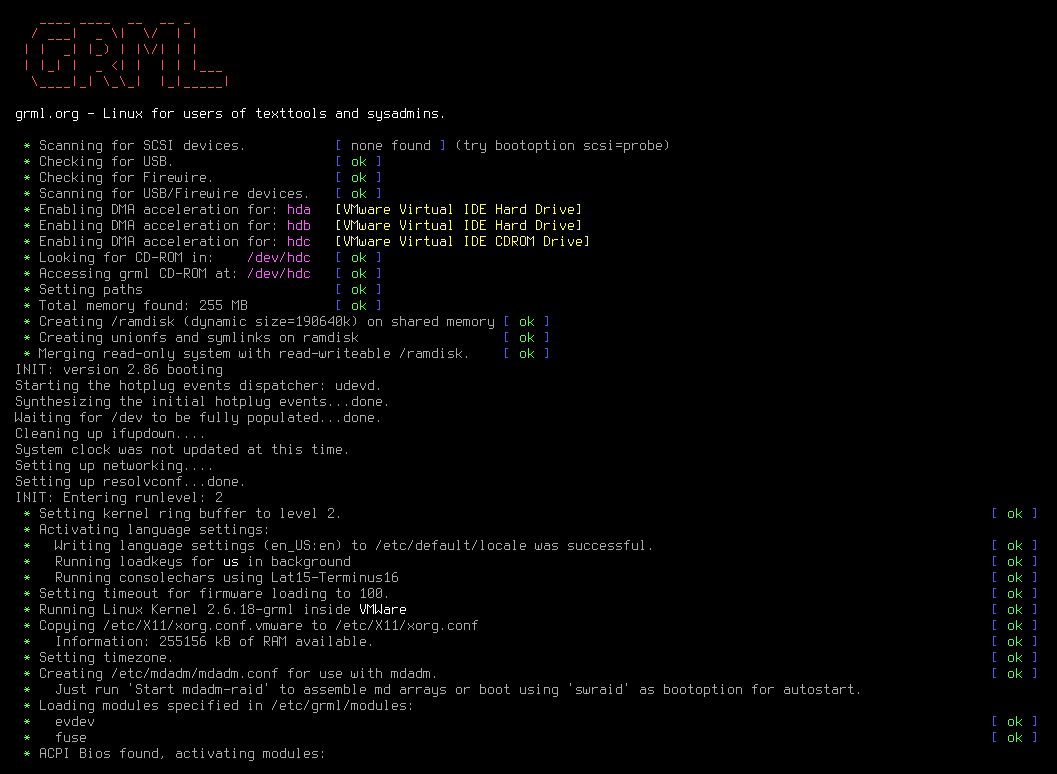 GRML
grml.org - Linux for users of texttools and sysadmins.
* Scanning for SCSI devices. [ none found ] (try bootoption scsi=probe)
* Checking for USB. [ ok ]
* Checking for Firewire. [ ok ]
* Scanning for USB/Firewire devices. [ ok ]
* Enabling DMA acceleration for: hda [VMware Virtual IDE Hard Drive]
* Enabling DMA acceleration for: hdb [VMware Virtual IDE Hard Drive]
* Enabling DMA acceleration for: hdc [VMware Virtual IDE CDROM Drive]
* Looking for CD-ROM in: /dev/hdc [ ok ]
* Accessing grml CD-ROM at: /dev/hdc [ ok ]
* Setting paths [ ok ]
* Total memory found: 255 MB [ ok ]
* Creating /ramdisk (dynamic size=190640k) on shared memory [ ok ]
* Creating unionfs and symlinks on ramdisk [ ok ]
* Merging read-only system with read-writeable /ramdisk. [ ok ]
INIT: version 2.86 booting
Starting the hotplug events dispatcher: udevd.
Synthesizing the initial hotplug events...done.
Waiting for /dev to be fully populated...done.
Cleaning up ifupdown....
System clock was not updated at this time.
Setting up networking....
Setting up resolvconf...done.
INIT: Entering runlevel: 2
* Setting kernel ring buffer to level 2. [ ok ]
* Activating language settings:
* Writing language settings (en_US:en) to /etc/default/locale was successful. [ ok ]
* Running loadkeys for us in background [ ok ]
* Running consolechars using Lat15-Terminus16 [ ok ]
* Setting timeout for firmware loading to 100. [ ok ]
* Running Linux Kernel 2.6.18-grml inside VMWare [ ok ]
* Copying /etc/X11/xorg.conf.vmware to /etc/X11/xorg.conf [ ok ]
* Information: 255156 kB of RAM available. [ ok ]
* Setting timezone. [ ok ]
* Creating /etc/mdadm/mdadm.conf for use with mdadm. [ ok ]
* Just run 'Start mdadm-raid' to assemble md arrays or boot using 'swraid' as bootoption for autostart.
* Loading modules specified in /etc/grml/modules:
* evdev [ ok ]
* fuse [ ok ]
* ACPI Bios found, activating modules: